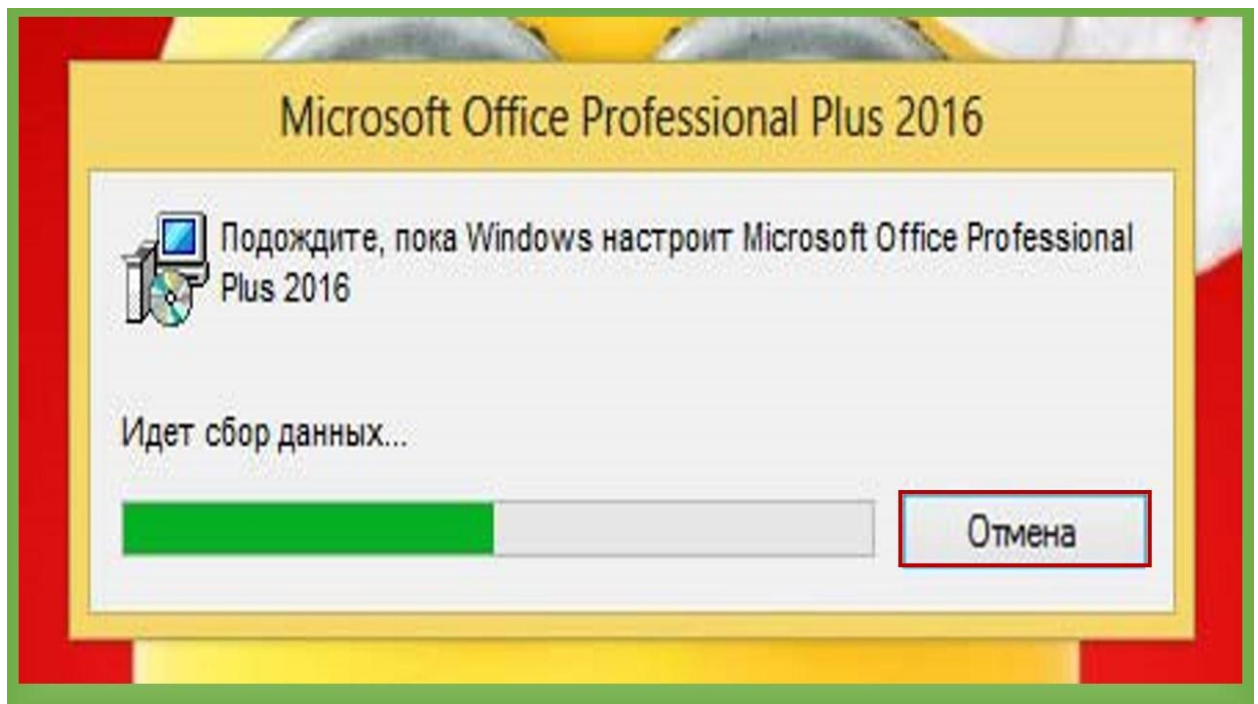 Microsoft Office Professional Plus 2016
Подождите, пока Windows настроит Microsoft Office Professional
Plus 2016
Идет сбор данных...
Отмена